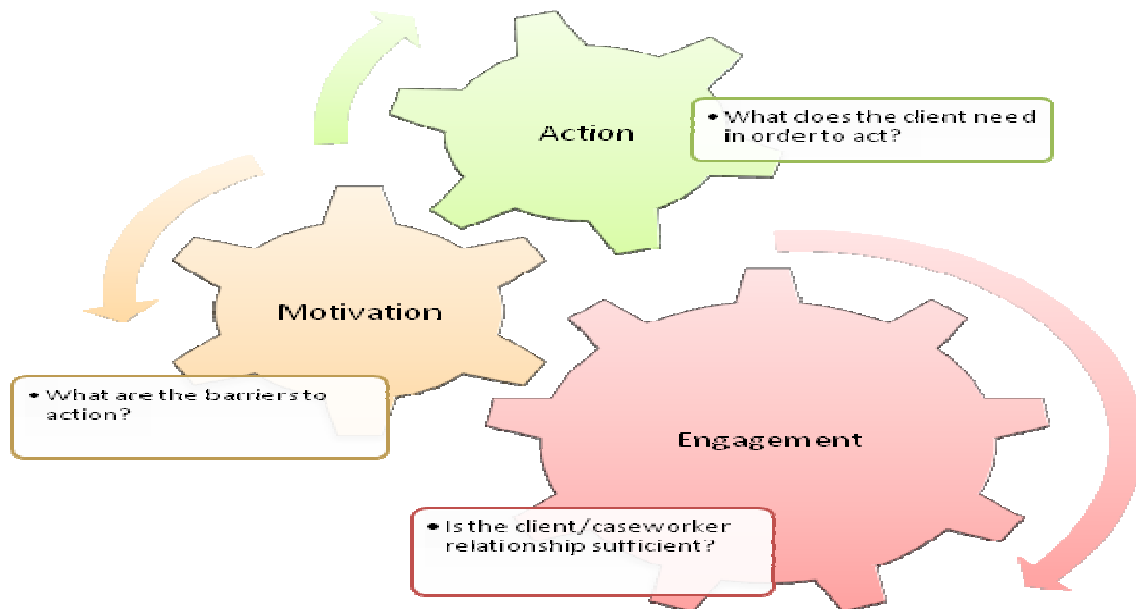 Action
• What does the client need
in order to act?
Motivation
• What are the barriers to
action?
Engagement
• Is the client/caseworker
relationship sufficient?